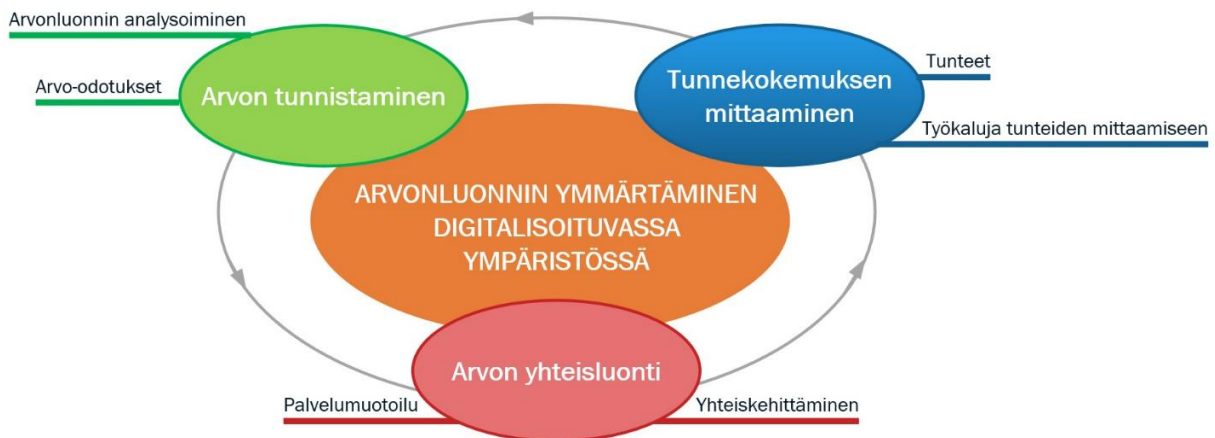 Arvonluonnin analysoiminen
Arvo-odotukset
Arvon tunnistaminen
Tunnekokemuksen
mittaaminen
Tunteet
Työkaluja tunteiden mittaamiseen
ARVONLUONNIN YMMÄRTÄMINEN
DIGITALISOITUVASSA
YMPÄRISTÖSSÄ
Arvon yhteisluonti
Palvelumuotoilu
Yhteiskehittäminen